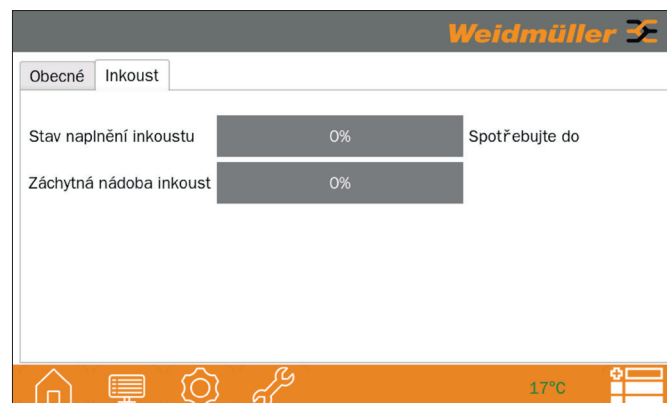 Weidmüller
Obecné Inkoust
Stav naplnění inkoustu 0% Spotřebujte do
Záchytná nádoba inkoust 0%
17°C